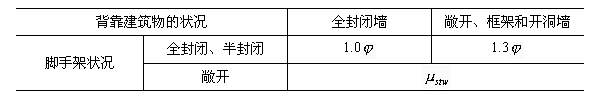 背靠建筑物的状况 全封闭墙 敞开、框架和开洞墙
脚手架状况 全封闭、半封闭 1.0φ 1.3φ
敞开 μstw